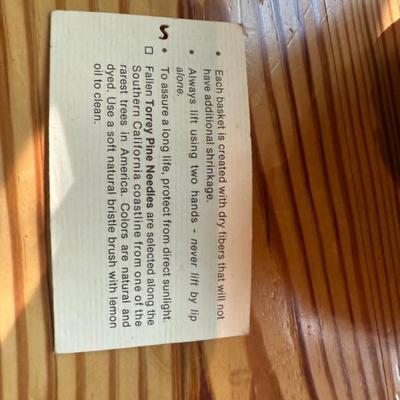 • Each basket is created with dry fibers that will not
have additional shrinkage.
• Always lift using two hands - never lift by lip
alone.
• To assure a long life, protect from direct sunlight.
☐ Fallen Torrey Pine Needles are selected along the
Southern California coastline from one of the
rarest trees in America. Colors are natural and
dyed. Use a soft natural bristle brush with lemon
oil to clean.